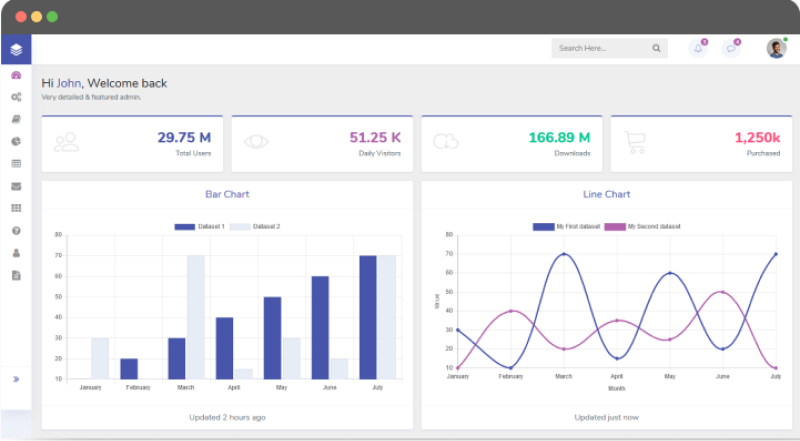 Search Here...
Hi John, Welcome back
Very detailed & featured admin.
29.75 M
Total Users
51.25 K
Daily Visitors
166.89 M
Downloads
1,250k
Purchased
Bar Chart
Dataset 1 Dataset 2
80
70
60
50
40
30
20
10
January February March April May June July
Updated 2 hours ago
Line Chart
My First dataset My Second dataset
80
70
60
50
40
30
20
10
Value
January February March April May June July
Month
Updated just now